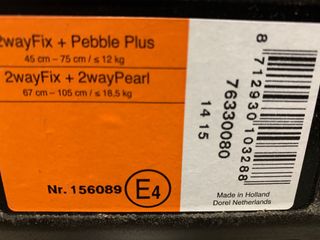 2wayFix + Pebble Plus
45 cm – 75 cm / ≤ 12 kg
2wayFix + 2wayPearl
67 cm – 105 cm / ≤ 18,5 kg
Nr. 156089 E4
8 712930 103288
76330080
14 15
Made in Holland
Dorel Netherlands